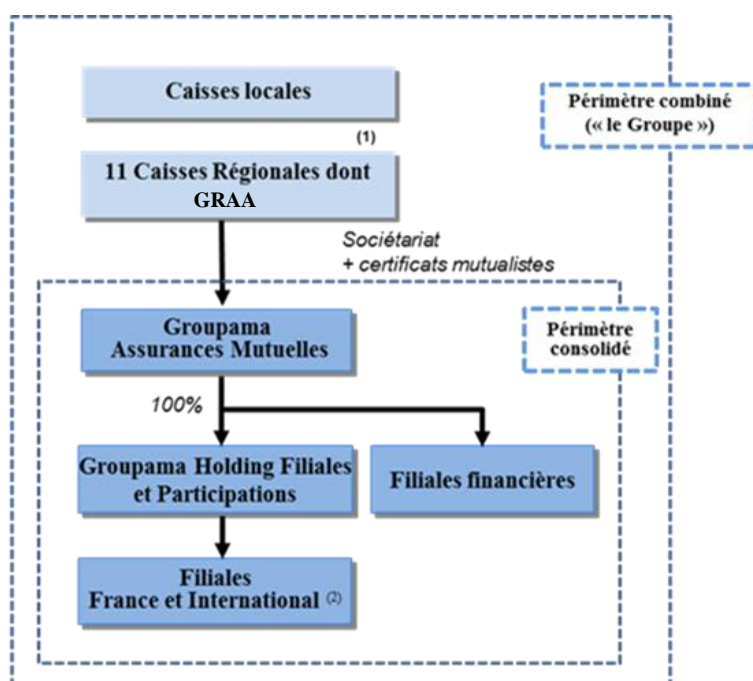 Caisses locales
Périmètre combiné
(« le Groupe »)
(1)
11 Caisses Régionales dont
GRAA
Sociétariat
+ certificats mutualistes
Groupama
Assurances Mutuelles
Périmètre
consolidé
100%
Groupama Holding Filiales
et Participations
Filiales financières
Filiales
France et International (2)